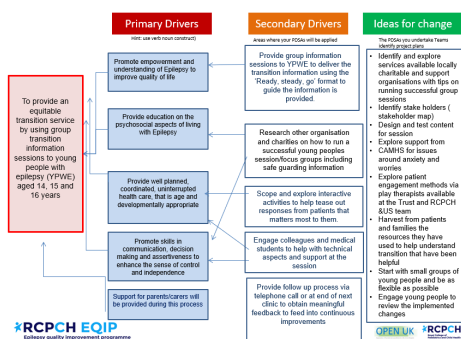 Primary Drivers
Hint: use verb noun construct)
Secondary Drivers
Areas where your PDSAs will be applied
Ideas for change
The PDSAs you undertake Teams
Identify project plans
To provide an
equitable
transition service
by using group
transition
information
sessions to young
people with
epilepsy (YPWE)
aged 14, 15 and
16 years
Promote empowerment and
understanding of Epilepsy to
improve quality of life
Provide education on the
psychosocial aspects of living
with Epilepsy
Provide well planned,
coordinated, uninterrupted
health care, that is age and
developmentally appropriate
Promote skills in
communication, decision
making and assertiveness to
enhance the sense of control
and independence
Support for parents/carers will
be provided during this process
Provide group information
sessions to YPWE to deliver the
transition information using the
'Ready, steady, go' format to
guide the information is
provided.
Research other organisation
and charities on how to run a
successful young peoples
session/focus groups including
safe guarding information
Scope and explore interactive
activities to help tease out
responses from patients that
matters most to them.
Engage colleagues and medical
students to help with technical
aspects and support at the
session
Provide follow up process via
telephone call or at end of next
clinic to obtain meaningful
feedback to feed into continuous
improvements
• Identify and explore
services available locally
charitable and support
organisations with tips on
running successful group
sessions
• Identify stake holders (
stakeholder map)
• Design and test content for
session
• Explore support from
• CAMHS for issues
around anxiety and
worries
• Explore patient
engagement methods via
play therapists available
at the Trust and RCPCH
&US team
• Harvest from patients
and families the
resources they have
used to help understand
transition that have been
helpful
• Start with small groups of
young people and be as
flexible as possible
• Engage young people to
review the implemented
changes
RCPCH EQIP
Epilepsy quality improvement programme
OPEN UK
RCPCH